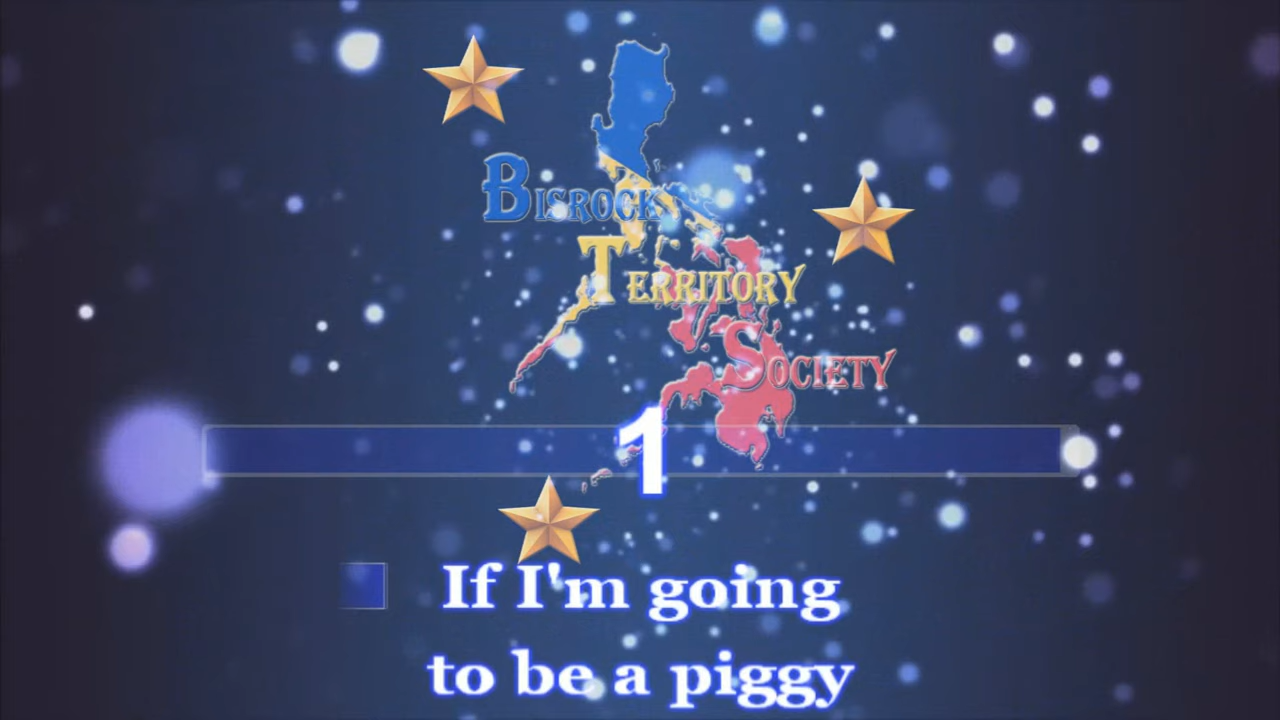 BISROCK
TERRITORY
SOCIETY
1
If I'm going
to be a piggy